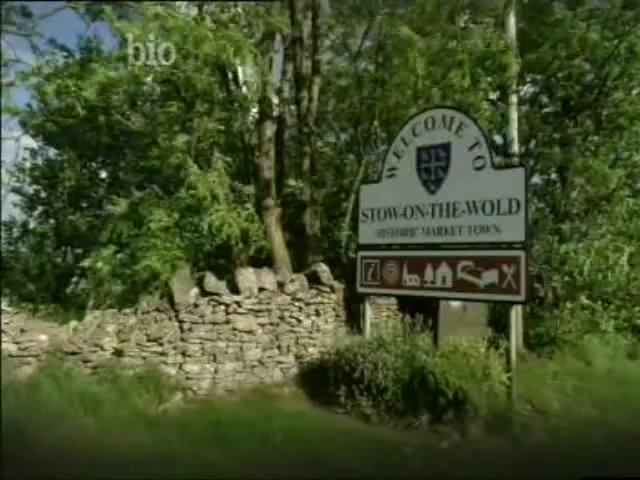 bio
WELCOME TO
STOW-ON-THE-WOLD
HISTORIC MARKET TOWN
i